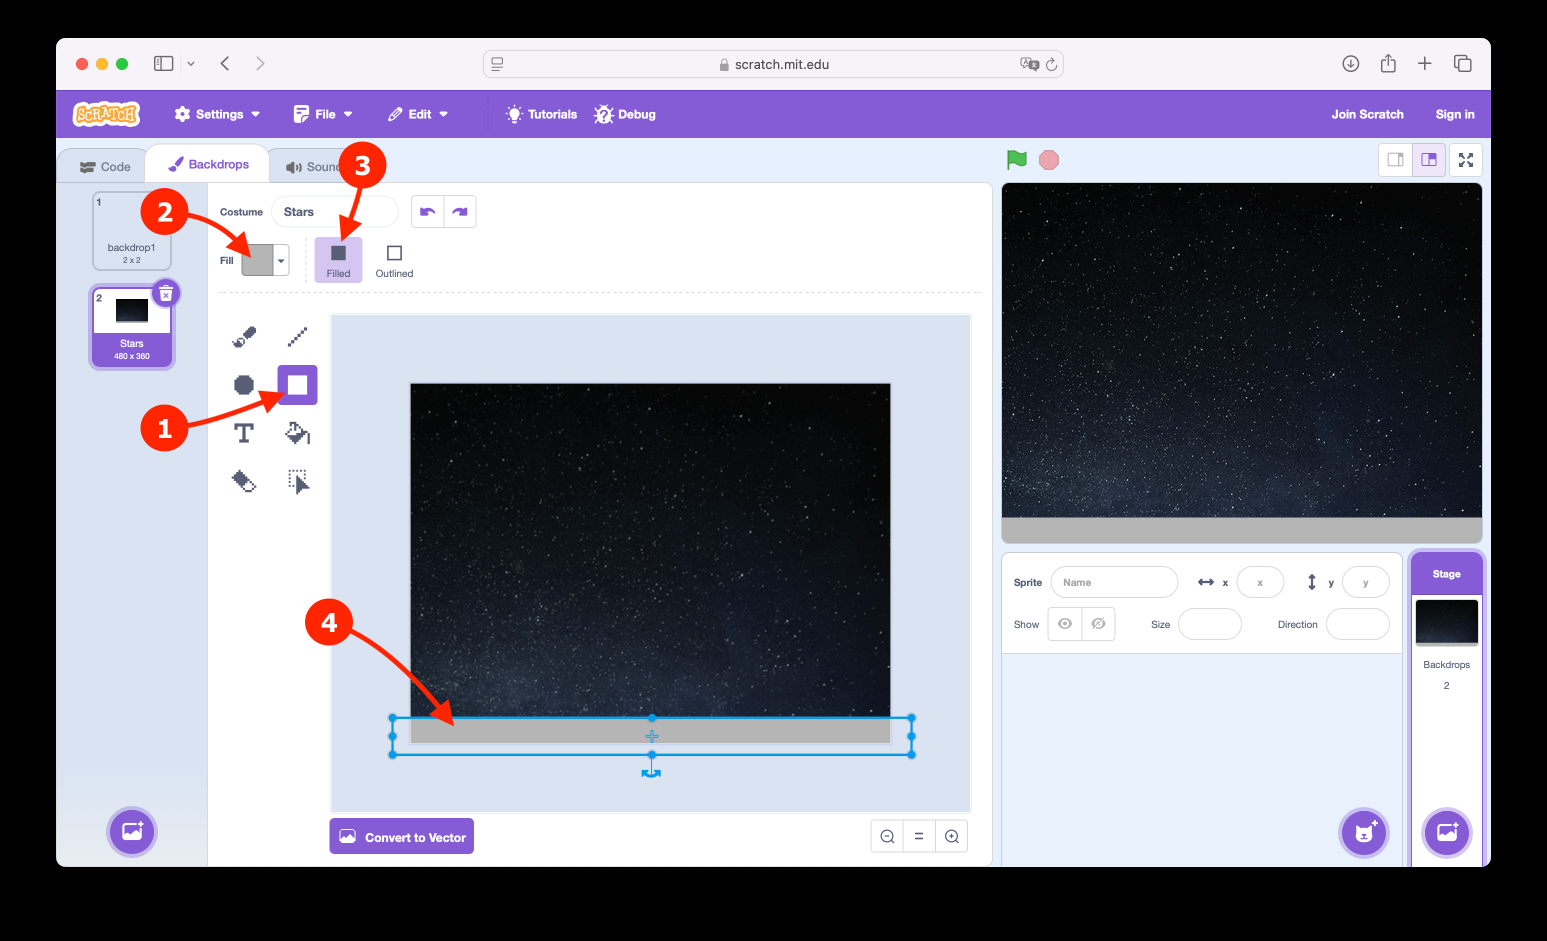 scratch.mit.edu
SCRATCH
Settings
File
Edit
Tutorials
Debug
Join Scratch
Sign in
Code
Backdrops
3
1
backdrop1
2 x 2
2
Costume
Stars
Fill
Filled
Outlined
2
Stars
480 x 360
1
T
4
Convert to Vector
=
Sprite
Name
x
x
y
y
Show
Size
Direction
Stage
Backdrops
2